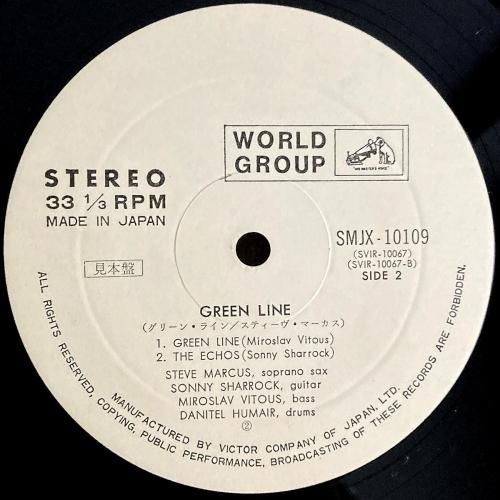 WORLD GROUP
"HIS MASTER'S VOICE"
STEREO
33 1/3 RPM
MADE IN JAPAN
SMJX-10109
(SVIR-10067)
(SVIR-10067-B)
SIDE 2
見本盤
GREEN LINE
(グリーン・ライン/スティーヴ・マーカス)
1. GREEN LINE (Miroslav Vitous)
2. THE ECHOS (Sonny Sharrock)
STEVE MARCUS, soprano sax
SONNY SHARROCK, guitar
MIROSLAV VITOUS, bass
DANITEL HUMAIR, drums
②
ALL RIGHTS RESERVED, COPYING, PUBLIC PERFORMANCE, BROADCASTING OF THESE RECORDS ARE FORBIDDEN.
MANUFACTURED BY VICTOR COMPANY OF JAPAN, LTD.